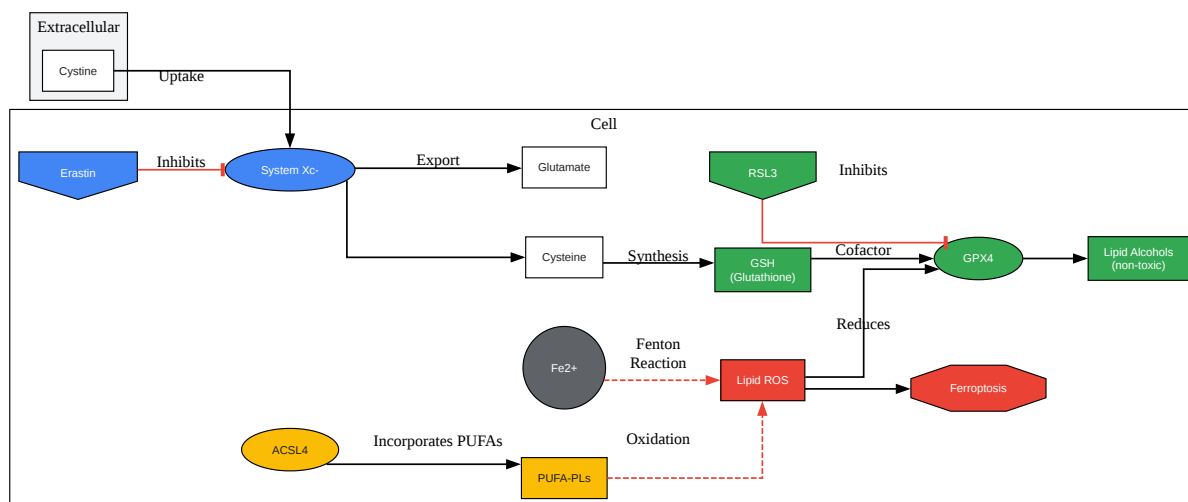 Extracellular
Cystine
Uptake
Cell
Erastin
Inhibits
System Xc-
Export
Glutamate
RSL3
Inhibits
Cysteine
Synthesis
GSH
(Glutathione)
Cofactor
GPX4
Lipid Alcohols
(non-toxic)
Reduces
Fe2+
Fenton
Reaction
Lipid ROS
Ferroptosis
ACSL4
Incorporates PUFAs
PUFA-PLs
Oxidation